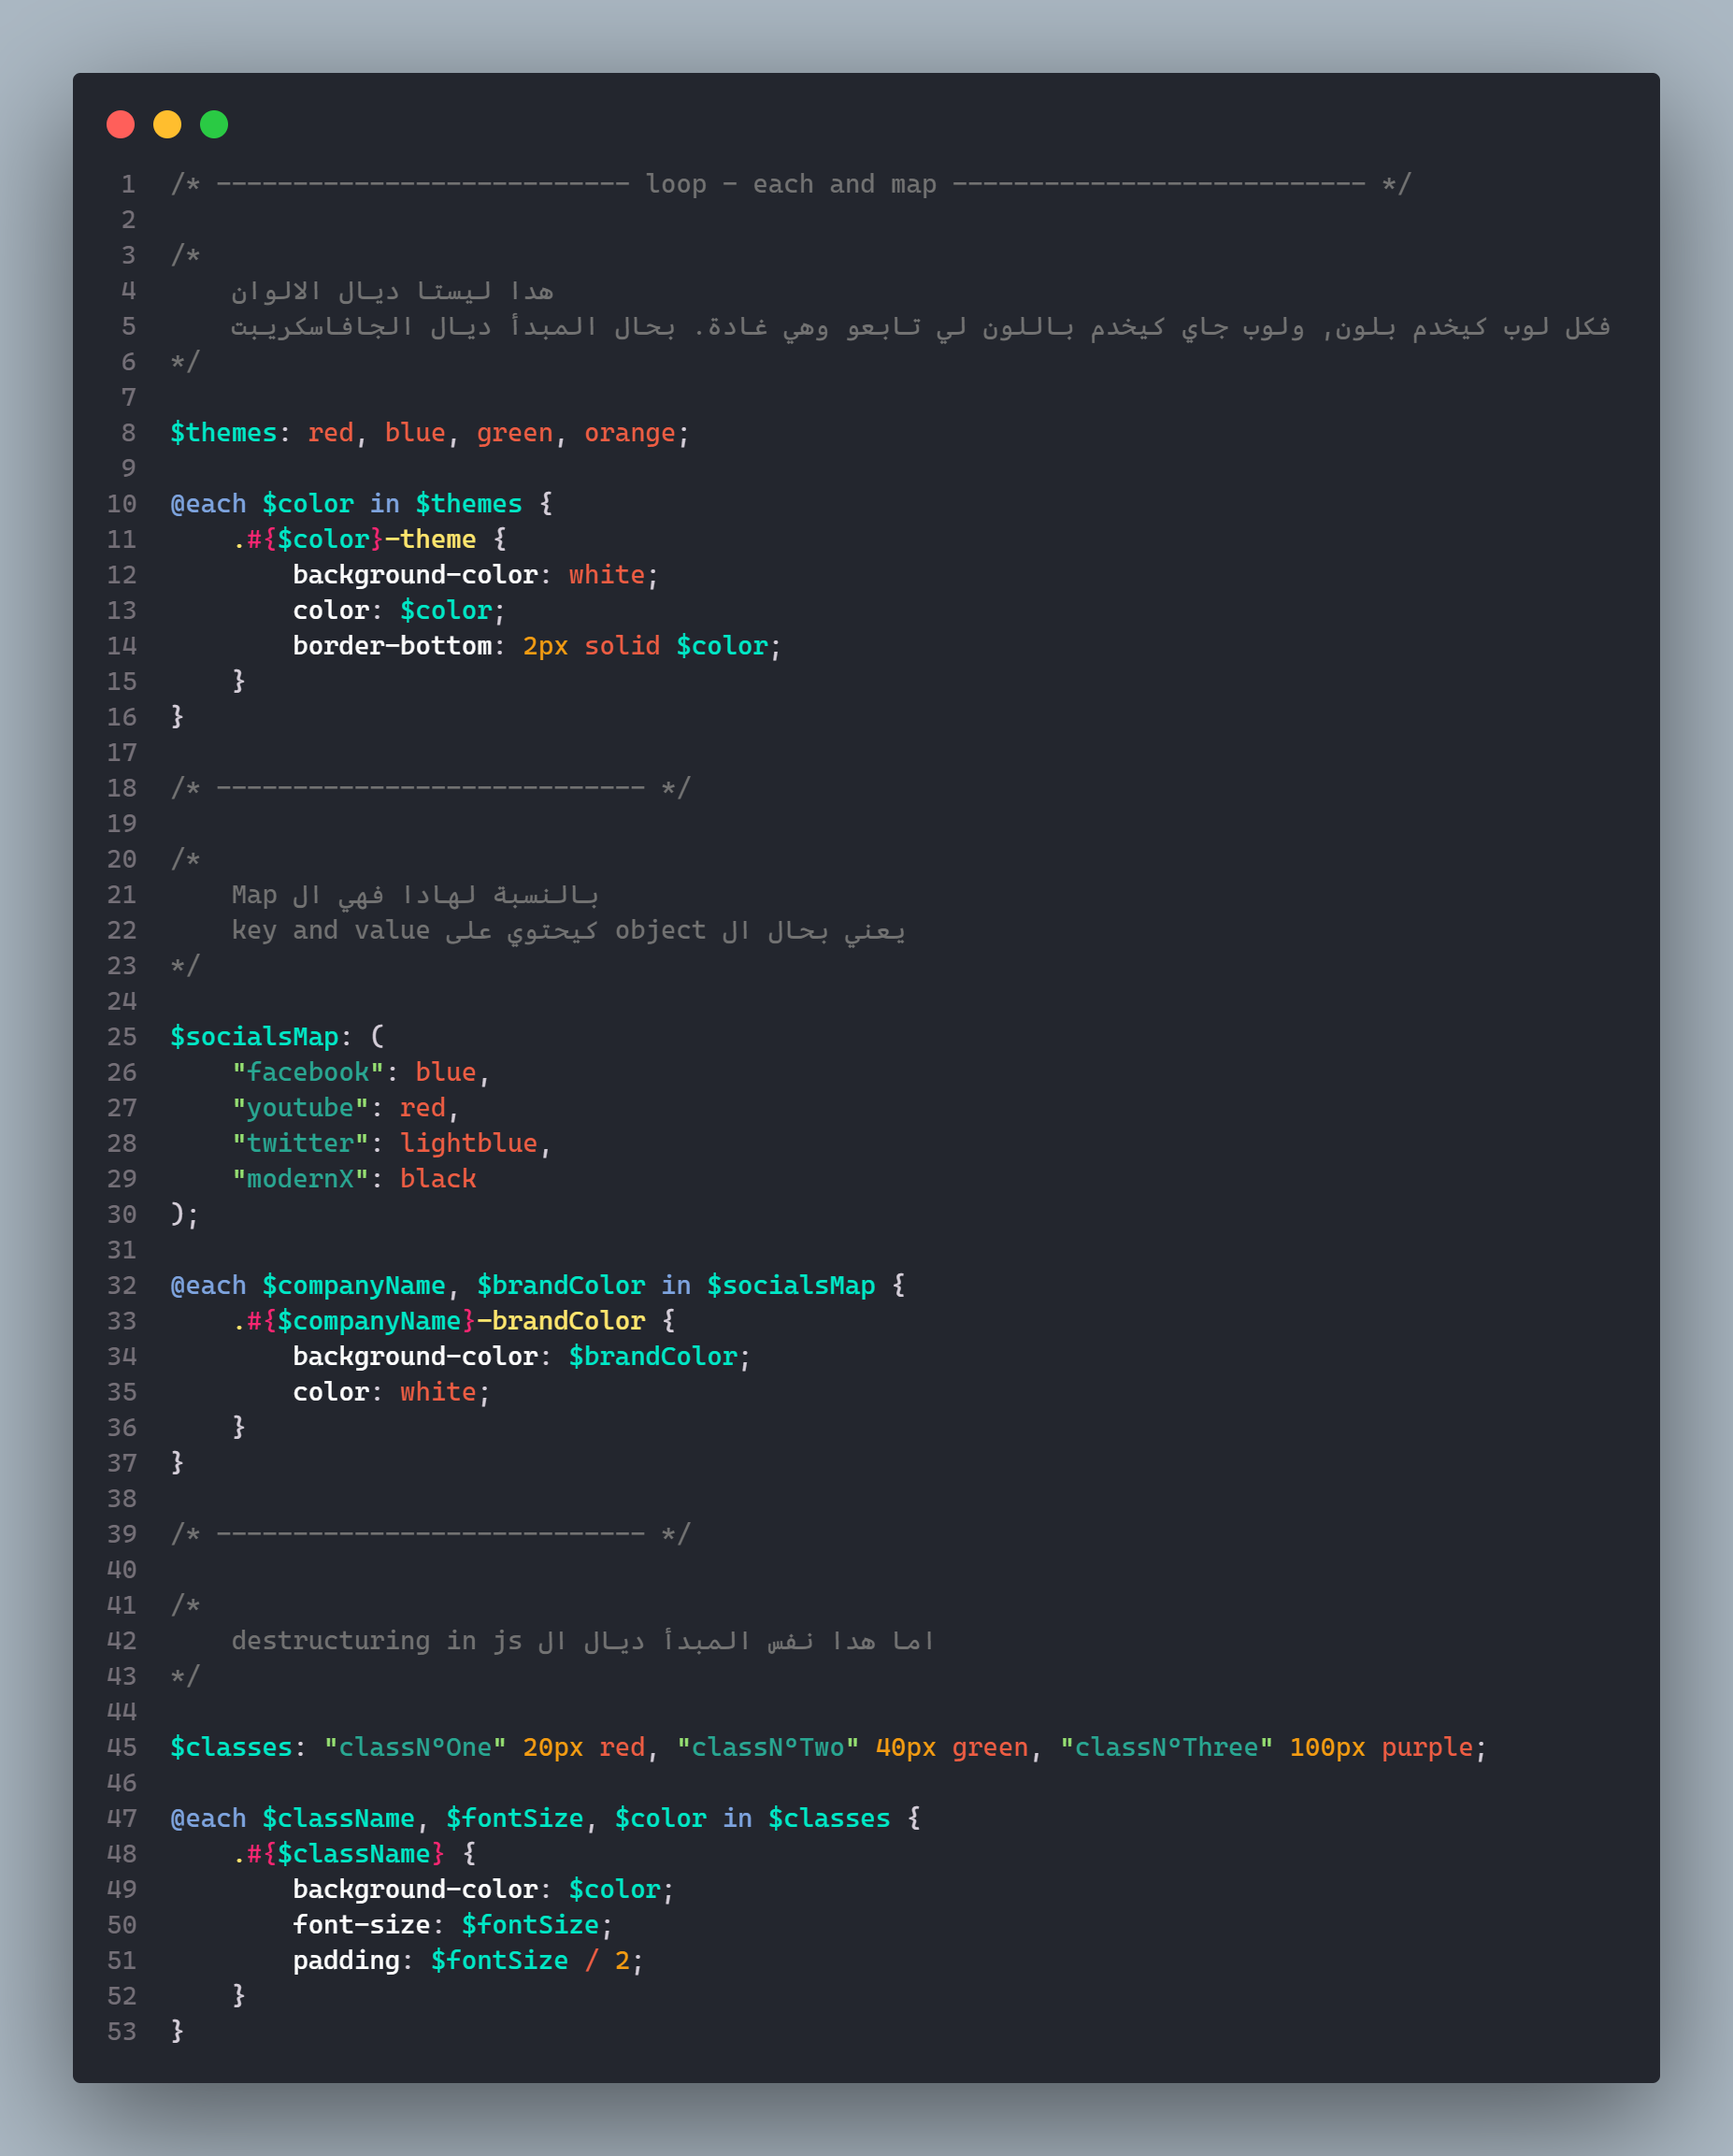 1 /* --------------------------- loop - each and map --------------------------- */
2
3 /*
4     هدا ليستا ديال الالوان
5     فكل لوب كيخدم بلون, ولوب جاي كيخدم باللون لي تابعو وهي غادة. بحال المبدأ ديال الجافاسكريبت
6 */
7
8 $themes: red, blue, green, orange;
9
10 @each $color in $themes {
11     .#{$color}-theme {
12         background-color: white;
13         color: $color;
14         border-bottom: 2px solid $color;
15     }
16 }
17
18 /* ---------------------------- */
19
20 /*
21     بالنسبة لهادا فهي ال Map
22     يعني بحال ال object كيحتوي على key and value
23 */
24
25 $socialsMap: (
26     "facebook": blue,
27     "youtube": red,
28     "twitter": lightblue,
29     "modernX": black
30 );
31
32 @each $companyName, $brandColor in $socialsMap {
33     .#{$companyName}-brandColor {
34         background-color: $brandColor;
35         color: white;
36     }
37 }
38
39 /* ---------------------------- */
40
41 /*
42     اما هدا نفس المبدأ ديال ال destructuring in js
43 */
44
45 $classes: "classN°One" 20px red, "classN°Two" 40px green, "classN°Three" 100px purple;
46
47 @each $className, $fontSize, $color in $classes {
48     .#{$className} {
49         background-color: $color;
50         font-size: $fontSize;
51         padding: $fontSize / 2;
52     }
53 }